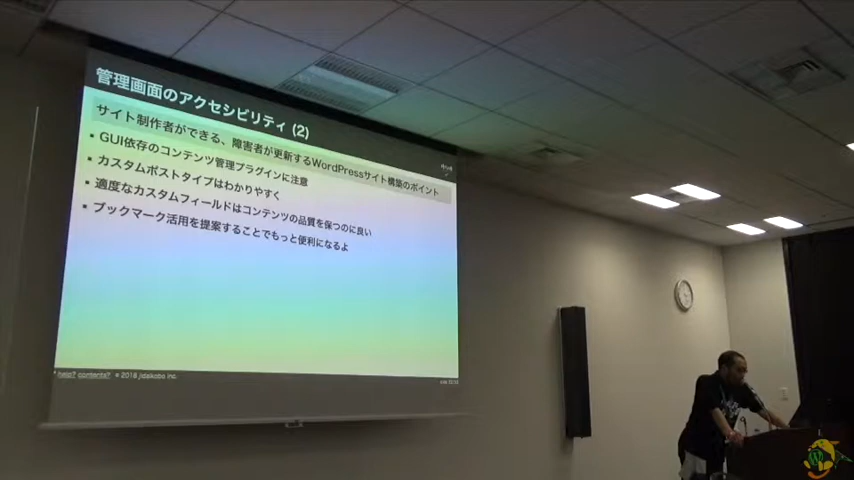 管理画面のアクセシビリティ (2)
サイト制作者ができる、障害者が更新するWordPressサイト構築のポイント
• GUI依存のコンテンツ管理プラグインに注意
• カスタムポストタイプはわかりやすく
• 適度なカスタムフィールドはコンテンツの品質を保つのに良い
• ブックマーク活用を提案することでもっと便利になるよ
help? contents? © 2018 jidaikobo inc.